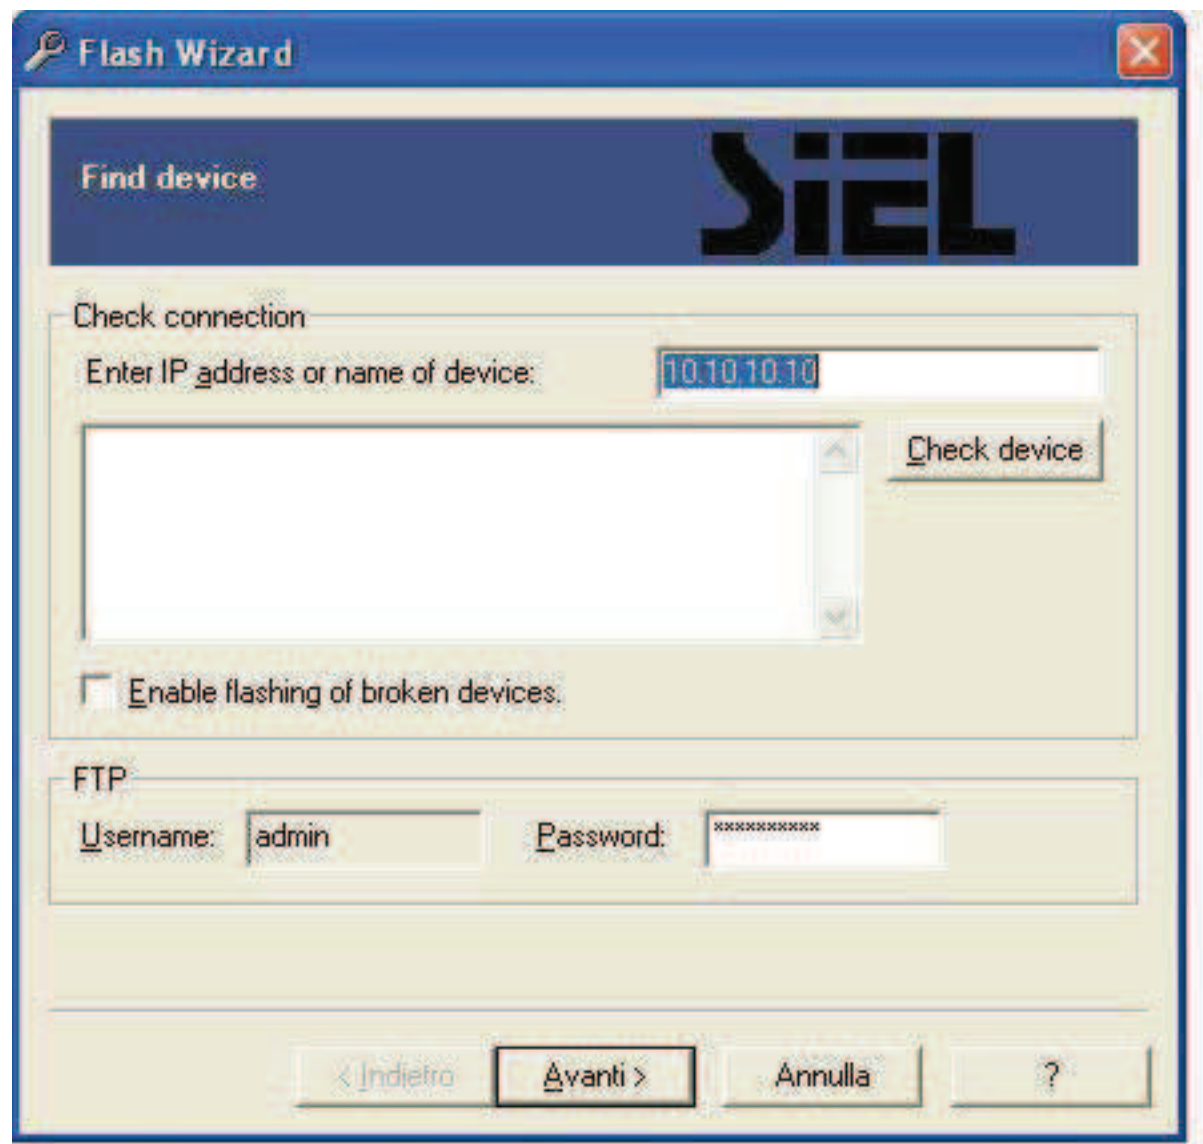 Flash Wizard
Find device
SiEL
Check connection
Enter IP address or name of device: 10.10.10.10
Check device
Enable flashing of broken devices.
FTP
Username: admin Password: **********
< Indietro Avanti > Annulla ?